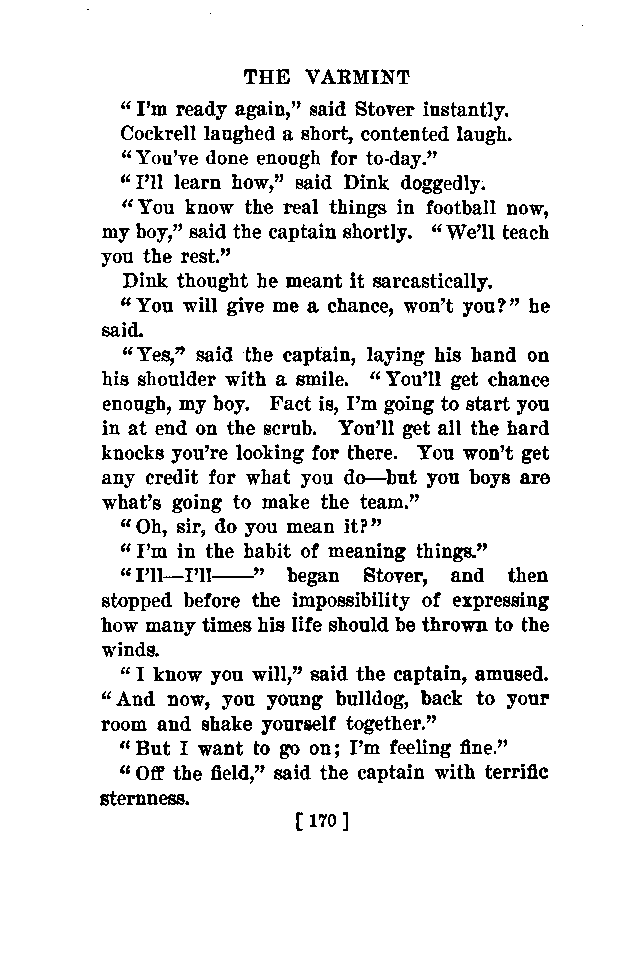 THE VARMINT
"I'm ready again," said Stover instantly.
Cockrell laughed a short, contented laugh.
"You've done enough for to-day."
"I'll learn how," said Dink doggedly.
"You know the real things in football now,
my boy," said the captain shortly. "We'll teach
you the rest."
Dink thought he meant it sarcastically.
"You will give me a chance, won't you?" he
said.
"Yes," said the captain, laying his hand on
his shoulder with a smile. "You'll get chance
enough, my boy. Fact is, I'm going to start you
in at end on the scrub. You'll get all the hard
knocks you're looking for there. You won't get
any credit for what you do—but you boys are
what's going to make the team."
"Oh, sir, do you mean it?"
"I'm in the habit of meaning things."
"I'll—I'll——" began Stover, and then
stopped before the impossibility of expressing
how many times his life should be thrown to the
winds.
"I know you will," said the captain, amused.
"And now, you young bulldog, back to your
room and shake yourself together."
"But I want to go on; I'm feeling fine."
"Off the field," said the captain with terrific
sternness.
[ 170 ]